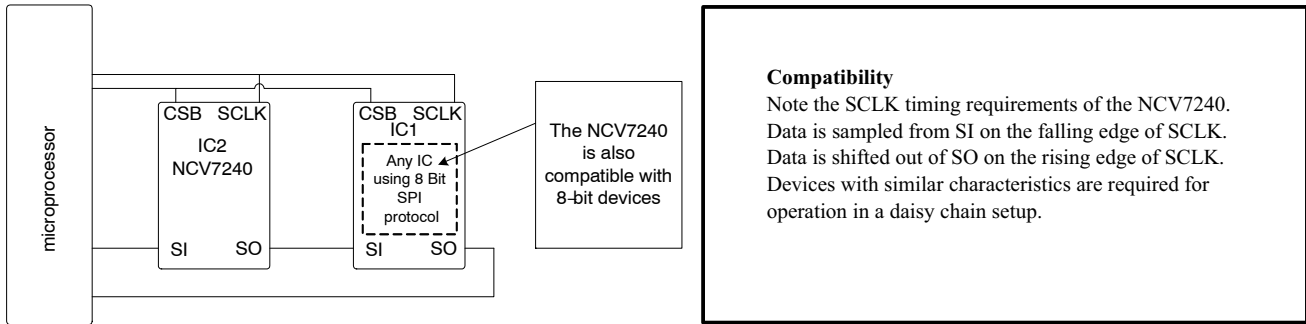 microprocessor
CSB SCLK
IC2
NCV7240
SI SO
CSB SCLK
IC1
Any IC
using 8 Bit
SPI
protocol
SI SO
The NCV7240
is also
compatible with
8-bit devices
Compatibility
Note the SCLK timing requirements of the NCV7240.
Data is sampled from SI on the falling edge of SCLK.
Data is shifted out of SO on the rising edge of SCLK.
Devices with similar characteristics are required for
operation in a daisy chain setup.